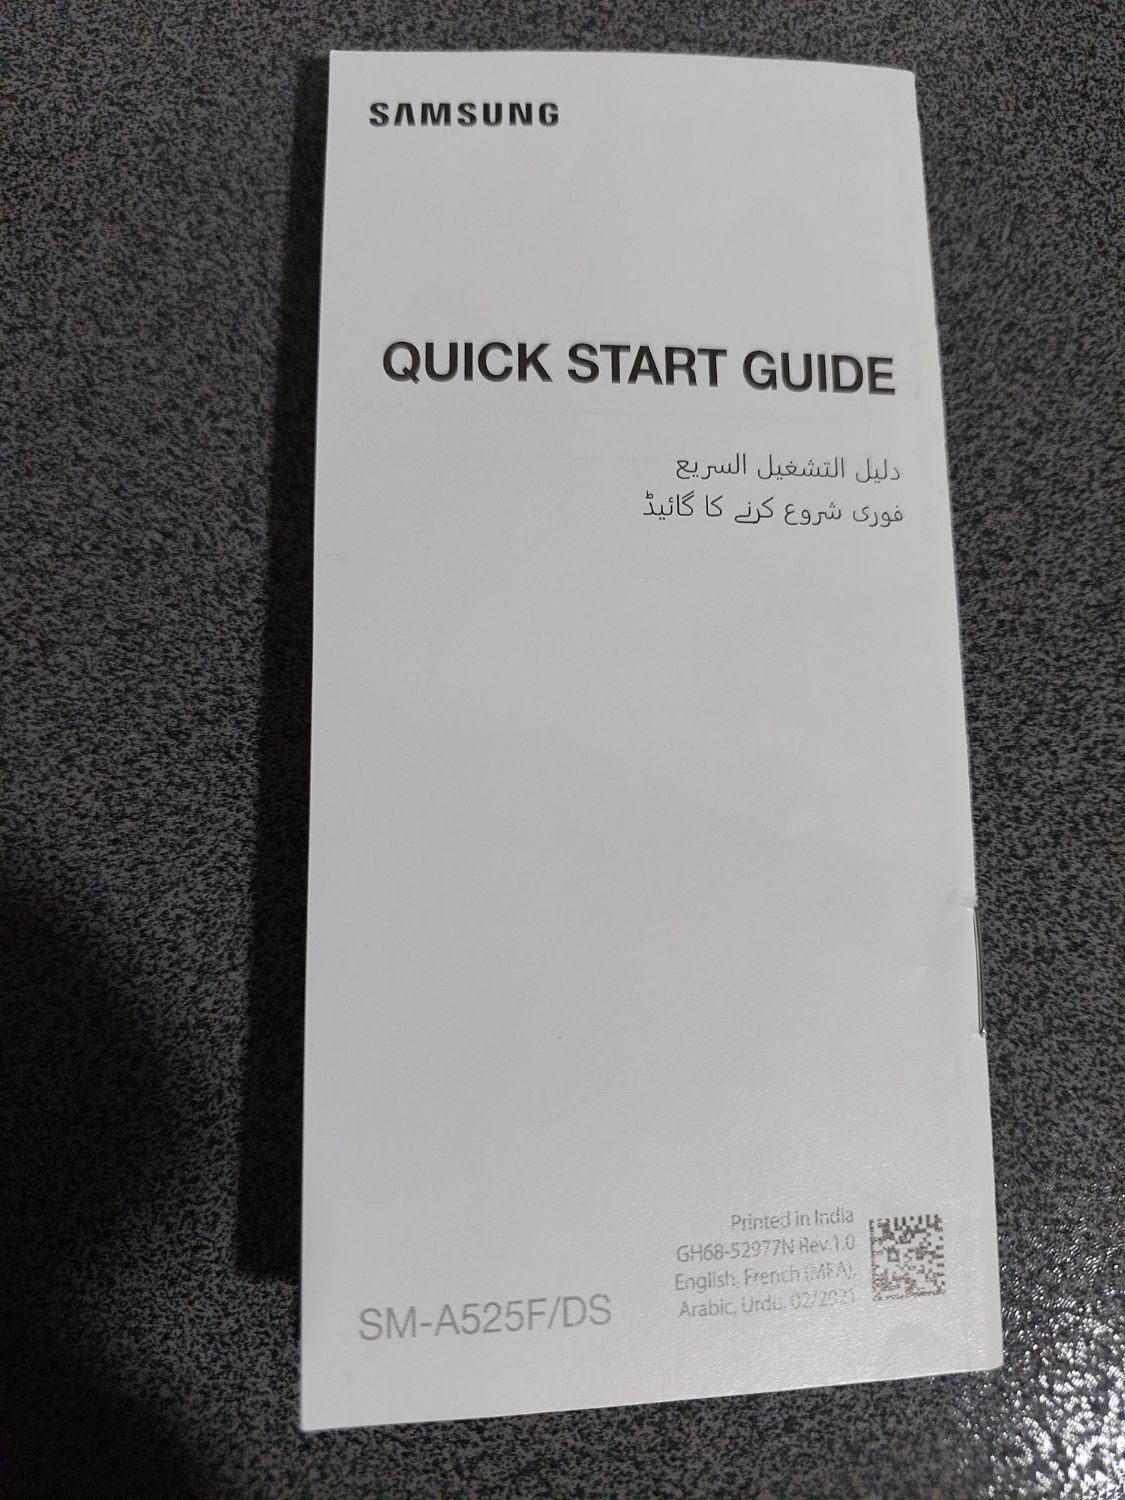 SAMSUNG
QUICK START GUIDE
دليل التشغيل السريع
فوری شروع کرنے کا گائیڈ
Printed in India
GH68-52977N Rev.1.0
English, French (MEA),
Arabic, Urdu. 02/2021
SM-A525F/DS